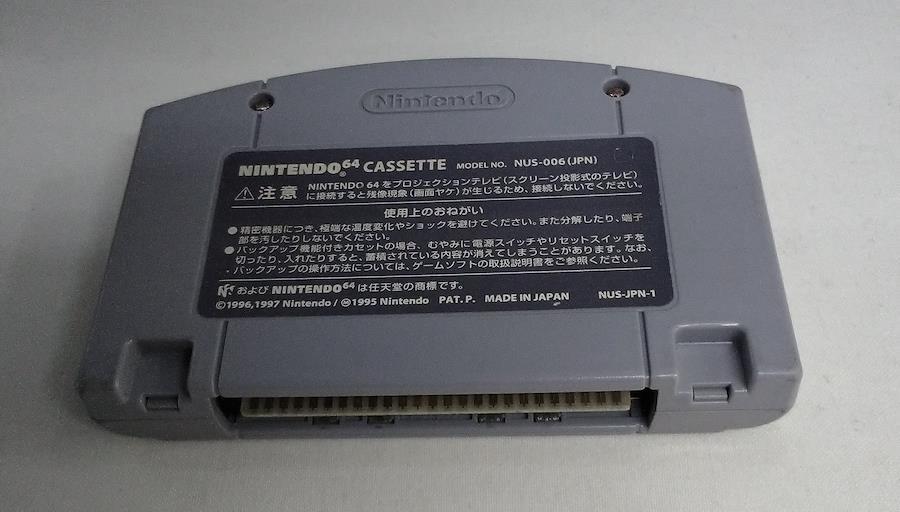 Nintendo
NINTENDO64 CASSETTE MODEL NO. NUS-006(JPN)
⚠注意 NINTENDO 64をプロジェクションテレビ(スクリーン投影式のテレビ)
に接続すると残像現象(画面ヤケ)が生じるため、接続しないでください。
使用上のおねがい
●精密機器につき、極端な温度変化やショックを避けてください。また分解したり、端子
部を汚したりしないでください。
●バックアップ機能付きカセットの場合、むやみに電源スイッチやリセットスイッチを
切ったり、入れたりすると、蓄積されている内容が消えてしまうことがあります。なお、
バックアップの操作方法については、ゲームソフトの取扱説明書をご参照ください。
および NINTENDO64 は任天堂の商標です。
©1996,1997 Nintendo/Ⓜ1995 Nintendo PAT. P. MADE IN JAPAN NUS-JPN-1